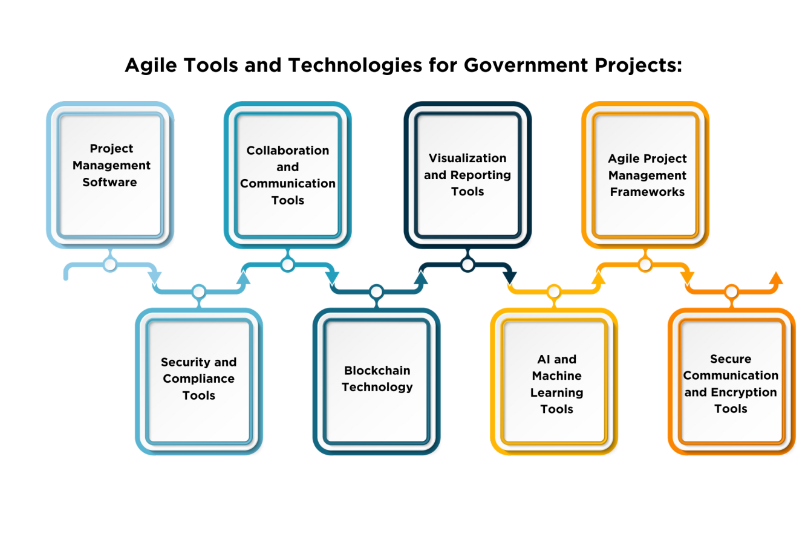 Agile Tools and Technologies for Government Projects:
Project
Management
Software
Security and
Compliance
Tools
Collaboration
and
Communication
Tools
Blockchain
Technology
Visualization
and Reporting
Tools
AI and
Machine
Learning
Tools
Agile Project
Management
Frameworks
Secure
Communication
and Encryption
Tools